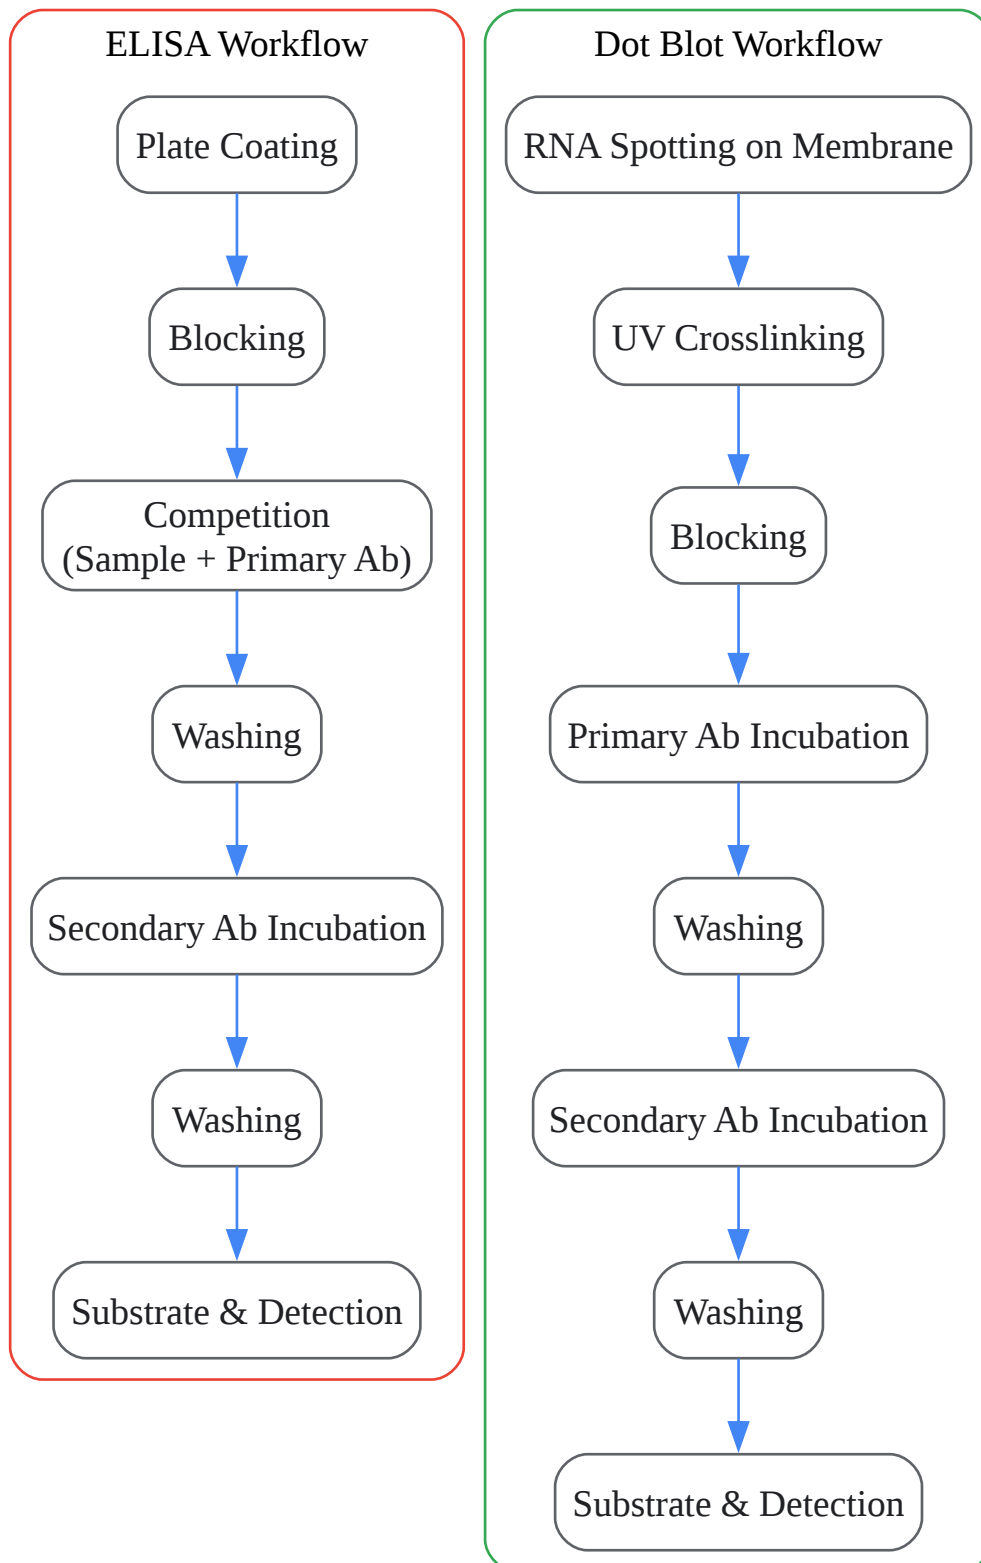 ELISA Workflow
Plate Coating
Blocking
Competition
(Sample + Primary Ab)
Washing
Secondary Ab Incubation
Washing
Substrate & Detection
Dot Blot Workflow
RNA Spotting on Membrane
UV Crosslinking
Blocking
Primary Ab Incubation
Washing
Secondary Ab Incubation
Washing
Substrate & Detection